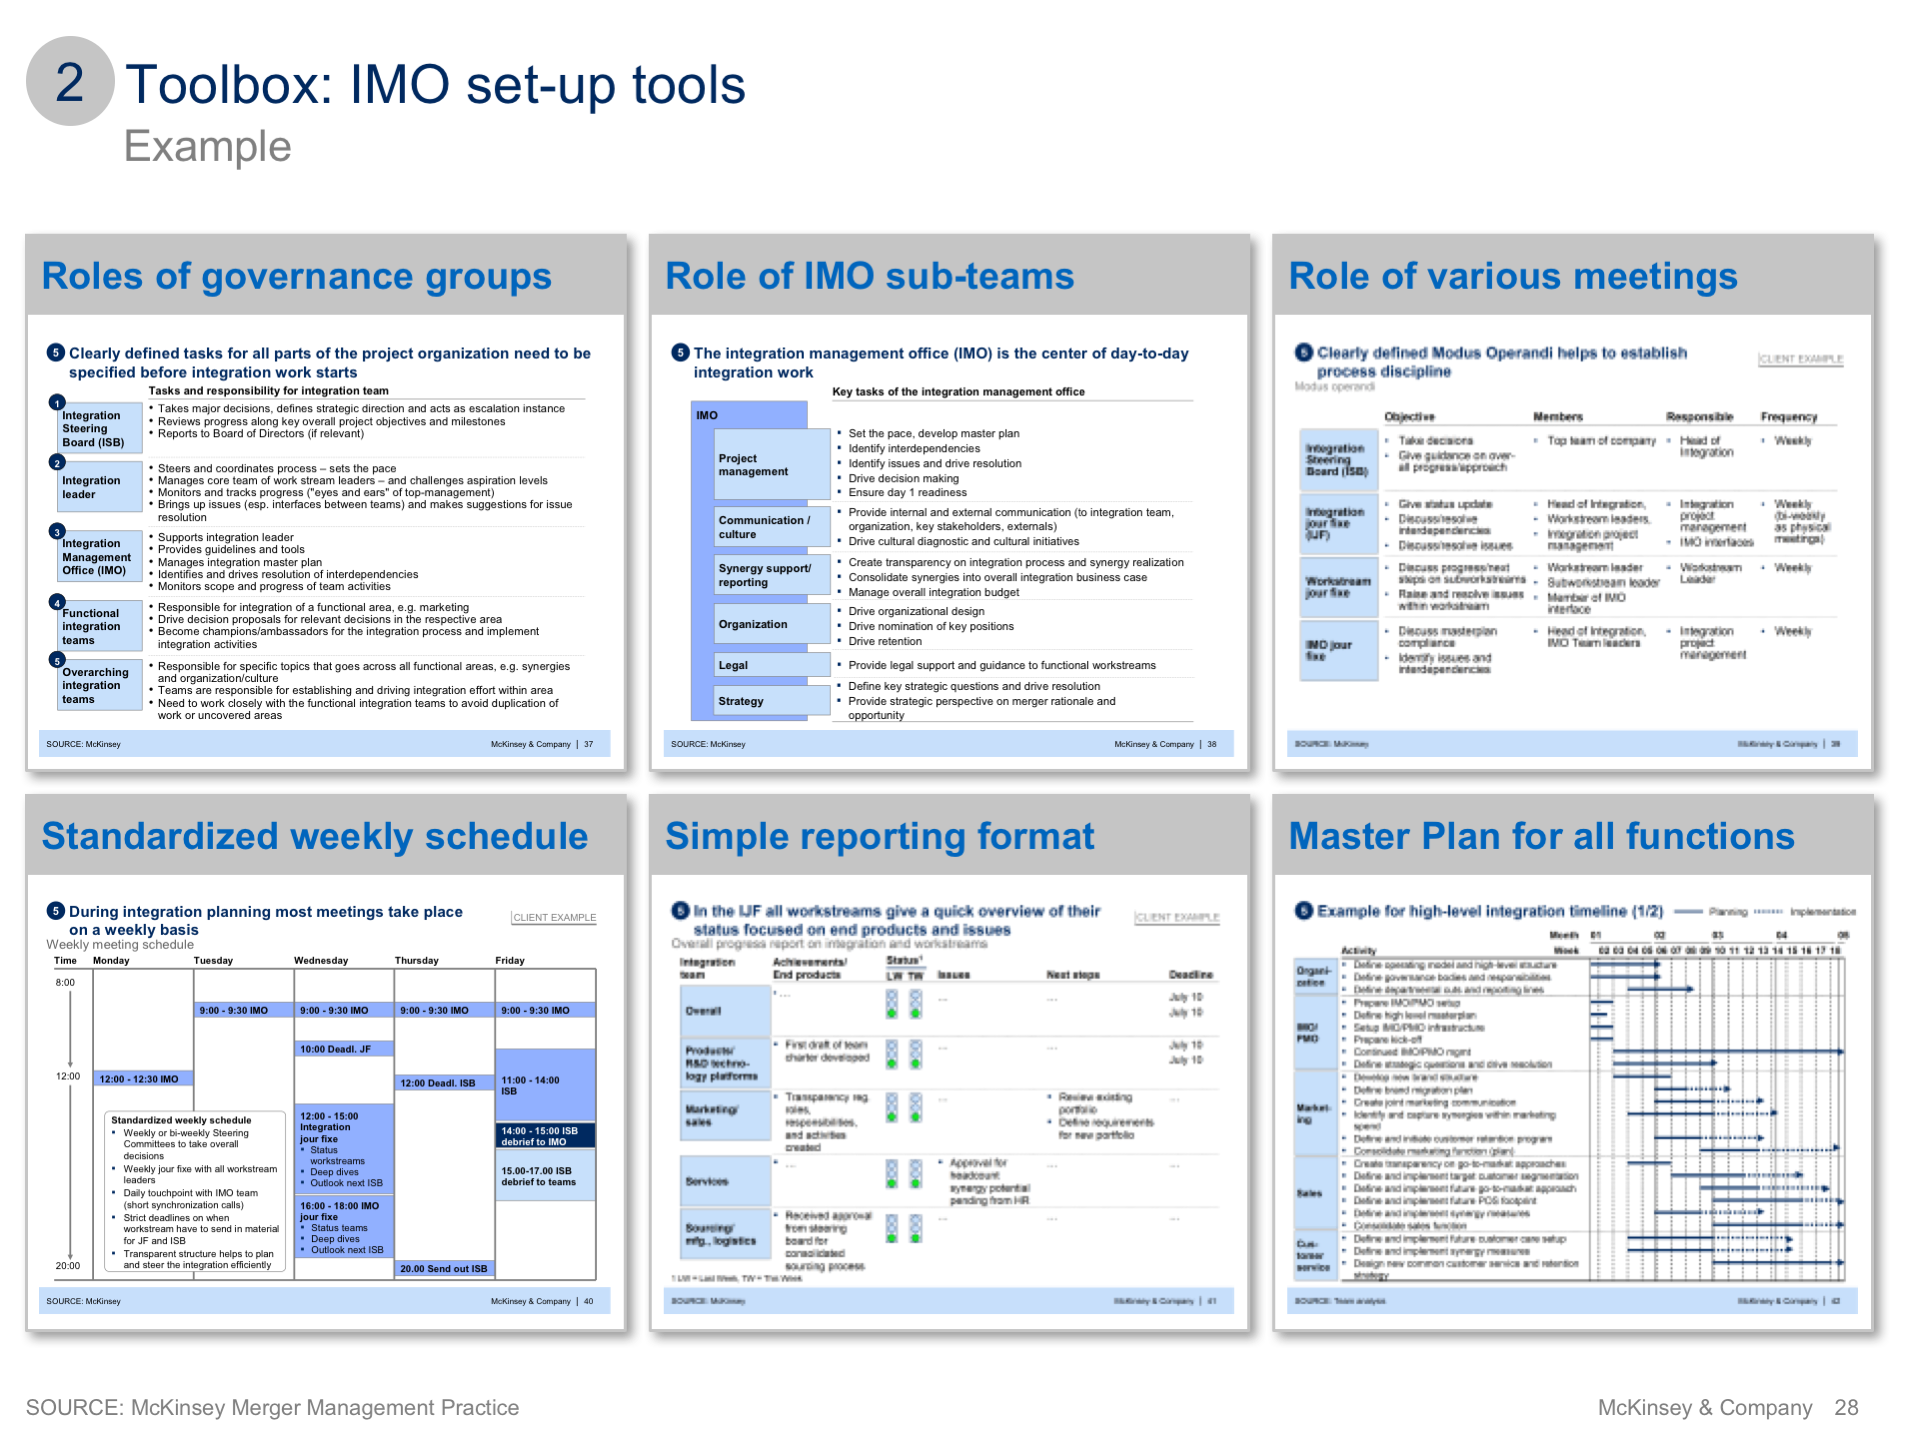 2
Toolbox: IMO set-up tools
Example
Roles of governance groups
5 Clearly defined tasks for all parts of the project organization need to be
specified before integration work starts
Tasks and responsibility for integration team
1
Integration
Steering
Board (ISB)
• Takes major decisions, defines strategic direction and acts as escalation instance
• Reviews progress along key overall project objectives and milestones
• Reports to Board of Directors (if relevant)
2
Integration
leader
• Steers and coordinates process – sets the pace
• Manages core team of work stream leaders – and challenges aspiration levels
• Monitors and tracks progress ("eyes and ears" of top-management)
• Brings up issues (esp. interfaces between teams) and makes suggestions for issue
resolution
3
Integration
Management
Office (IMO)
• Supports integration leader
• Provides guidelines and tools
• Manages integration master plan
• Identifies and drives resolution of interdependencies
• Monitors scope and progress of team activities
4
Functional
integration
teams
• Responsible for integration of a functional area, e.g. marketing
• Drive decision proposals for relevant decisions in the respective area
• Become champions/ambassadors for the integration process and implement
integration activities
5
Overarching
integration
teams
• Responsible for specific topics that goes across all functional areas, e.g. synergies
and organization/culture
• Teams are responsible for establishing and driving integration effort within area
• Need to work closely with the functional integration teams to avoid duplication of
work or uncovered areas
SOURCE: McKinsey
McKinsey & Company | 37
Role of IMO sub-teams
5 The integration management office (IMO) is the center of day-to-day
integration work
Key tasks of the integration management office
IMO
Project
management
▪ Set the pace, develop master plan
▪ Identify interdependencies
▪ Identify issues and drive resolution
▪ Drive decision making
▪ Ensure day 1 readiness
Communication /
culture
▪ Provide internal and external communication (to integration team,
organization, key stakeholders, externals)
▪ Drive cultural diagnostic and cultural initiatives
Synergy support/
reporting
▪ Create transparency on integration process and synergy realization
▪ Consolidate synergies into overall integration business case
▪ Manage overall integration budget
Organization
▪ Drive organizational design
▪ Drive nomination of key positions
▪ Drive retention
Legal
▪ Provide legal support and guidance to functional workstreams
Strategy
▪ Define key strategic questions and drive resolution
▪ Provide strategic perspective on merger rationale and
opportunity
SOURCE: McKinsey
McKinsey & Company | 38
Role of various meetings
5 Clearly defined Modus Operandi helps to establish
process discipline
CLIENT EXAMPLE
Modus operandi
Objective Members Responsible Frequency
Integration
Steering
Board (ISB)
▪ Take decisions
▪ Give guidance on over-
all progress/approach
▪ Top team of company
▪ Head of
Integration
▪ Weekly
Integration
jour fixe
(IJF)
▪ Give status update
▪ Discuss/resolve
interdependencies
▪ Discuss/resolve issues
▪ Head of Integration,
▪ Workstream leaders,
▪ Integration project
management
▪ Integration
project
management
▪ IMO interfaces
▪ Weekly
(bi-weekly
as physical
meetings)
Workstream
jour fixe
▪ Discuss progress/next
steps on subworkstreams
▪ Raise and resolve issues
within workstream
▪ Workstream leader
▪ Subworkstream leader
▪ Member of IMO
interface
▪ Workstream
Leader
▪ Weekly
IMO jour
fixe
▪ Discuss masterplan
compliance
▪ Identify issues and
interdependencies
▪ Head of Integration,
IMO Team leaders
▪ Integration
project
management
▪ Weekly
SOURCE: McKinsey
McKinsey & Company | 39
Standardized weekly schedule
5 During integration planning most meetings take place
on a weekly basis
CLIENT EXAMPLE
Weekly meeting schedule
Time Monday Tuesday Wednesday Thursday Friday
8:00
9:00 - 9:30 IMO 9:00 - 9:30 IMO 9:00 - 9:30 IMO 9:00 - 9:30 IMO
10:00 Deadl. JF
12:00
12:00 - 12:30 IMO
12:00 Deadl. ISB
11:00 - 14:00
ISB
12:00 - 15:00
Integration
jour fixe
▪ Status
workstreams
▪ Deep dives
▪ Outlook next ISB
14:00 - 15:00 ISB
debrief to IMO
15.00-17.00 ISB
debrief to teams
16:00 - 18:00 IMO
jour fixe
▪ Status teams
▪ Deep dives
▪ Outlook next ISB
Standardized weekly schedule
▪ Weekly or bi-weekly Steering
Committees to take overall
decisions
▪ Weekly jour fixe with all workstream
leaders
▪ Daily touchpoint with IMO team
(short synchronization calls)
▪ Strict deadlines on when
workstream have to send in material
for JF and ISB
▪ Transparent structure helps to plan
and steer the integration efficiently
20:00
20.00 Send out ISB
SOURCE: McKinsey
McKinsey & Company | 40
Simple reporting format
5 In the IJF all workstreams give a quick overview of their
status focused on end products and issues
CLIENT EXAMPLE
Overall progress report on integration and workstreams
Integration
team
Achievements/
End products
Status¹
LW TW
Issues
Next steps
Deadline
Overall
▪ ...
...
...
July 10
July 10
Products/
R&D techno-
logy platforms
▪ First draft of team
charter developed
...
...
July 10
July 10
Marketing/
sales
▪ Transparency reg.
roles,
responsibilities,
and activities
created
...
▪ Review existing
portfolio
▪ Define requirements
for new portfolio
...
Services
▪ ...
▪ Approval for
headcount
synergy potential
pending from HR
...
...
Sourcing/
mfg., logistics
▪ Received approval
from steering
board for
consolidated
sourcing process
...
...
...
1 LW = Last Week, TW = This Week
SOURCE: McKinsey
McKinsey & Company | 41
Master Plan for all functions
5 Example for high-level integration timeline (1/2)
Planning Implementation
Month 01 02 03 04 05
Activity Week 02 03 04 05 06 07 08 09 10 11 12 13 14 15 16 17 18
Organi-
zation
▪ Define operating model and high-level structure
▪ Define governance bodies and responsibilities
▪ Define departmental cuts and reporting lines
IMO/
PMO
▪ Prepare IMO/PMO setup
▪ Define high level masterplan
▪ Setup IMO/PMO infrastructure
▪ Prepare kick-off
▪ Continued IMO/PMO mgmt
▪ Define strategic questions and drive resolution
Market-
ing
▪ Develop new brand structure
▪ Define brand migration plan
▪ Create joint marketing communication
▪ Identify and capture synergies within marketing
spend
▪ Define and initiate customer retention program
▪ Consolidate marketing function (plan)
Sales
▪ Create transparency on go-to-market approaches
▪ Define and implement target customer segmentation
▪ Define and implement future go-to-market approach
▪ Define and implement future POS footprint
▪ Define and implement synergy measures
▪ Consolidate sales function
Cus-
tomer
service
▪ Define and implement future customer care setup
▪ Define and implement synergy measures
▪ Design new common customer service and retention
strategy
SOURCE: Team analysis
McKinsey & Company | 42
SOURCE: McKinsey Merger Management Practice
McKinsey & Company 28